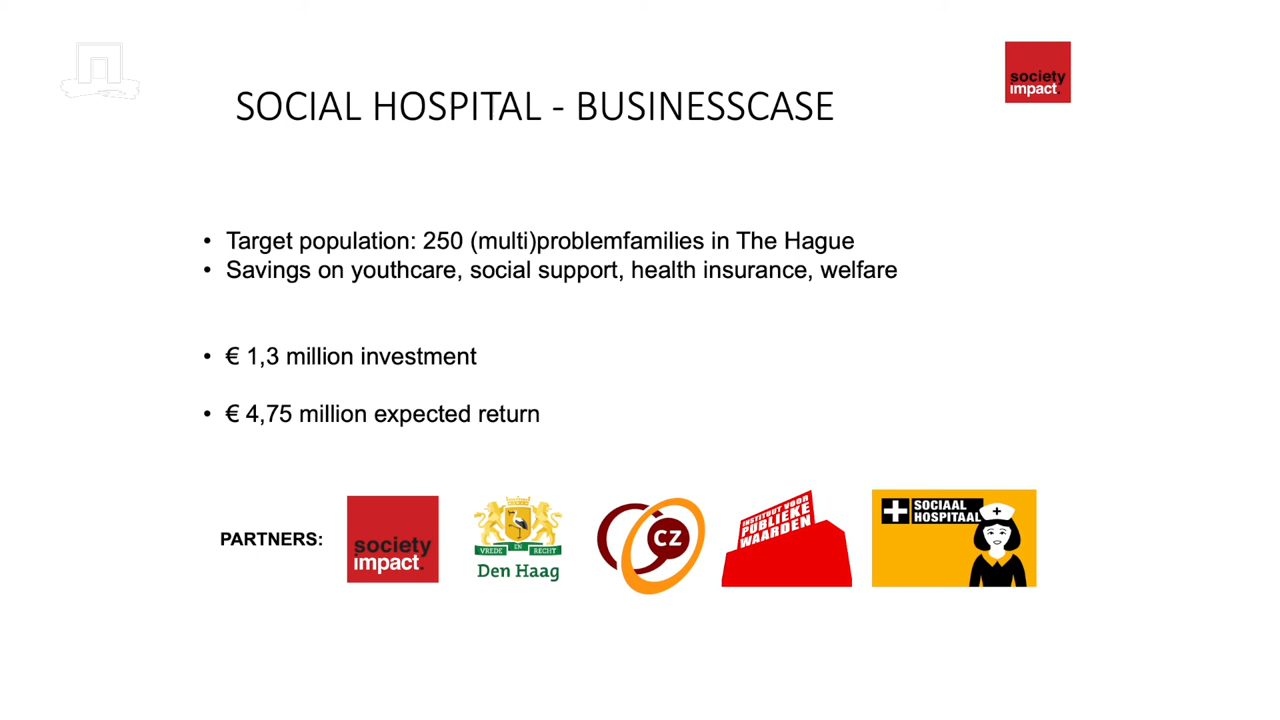 society
impact.
SOCIAL HOSPITAL - BUSINESSCASE
• Target population: 250 (multi)problemfamilies in The Hague
• Savings on youthcare, social support, health insurance, welfare
• € 1,3 million investment
• € 4,75 million expected return
PARTNERS:
society
impact.
VREDE EN RECHT
Den Haag
CZ
INSTITUUT VOOR
PUBLIEKE
WAARDEN
SOCIAAL
HOSPITAAL